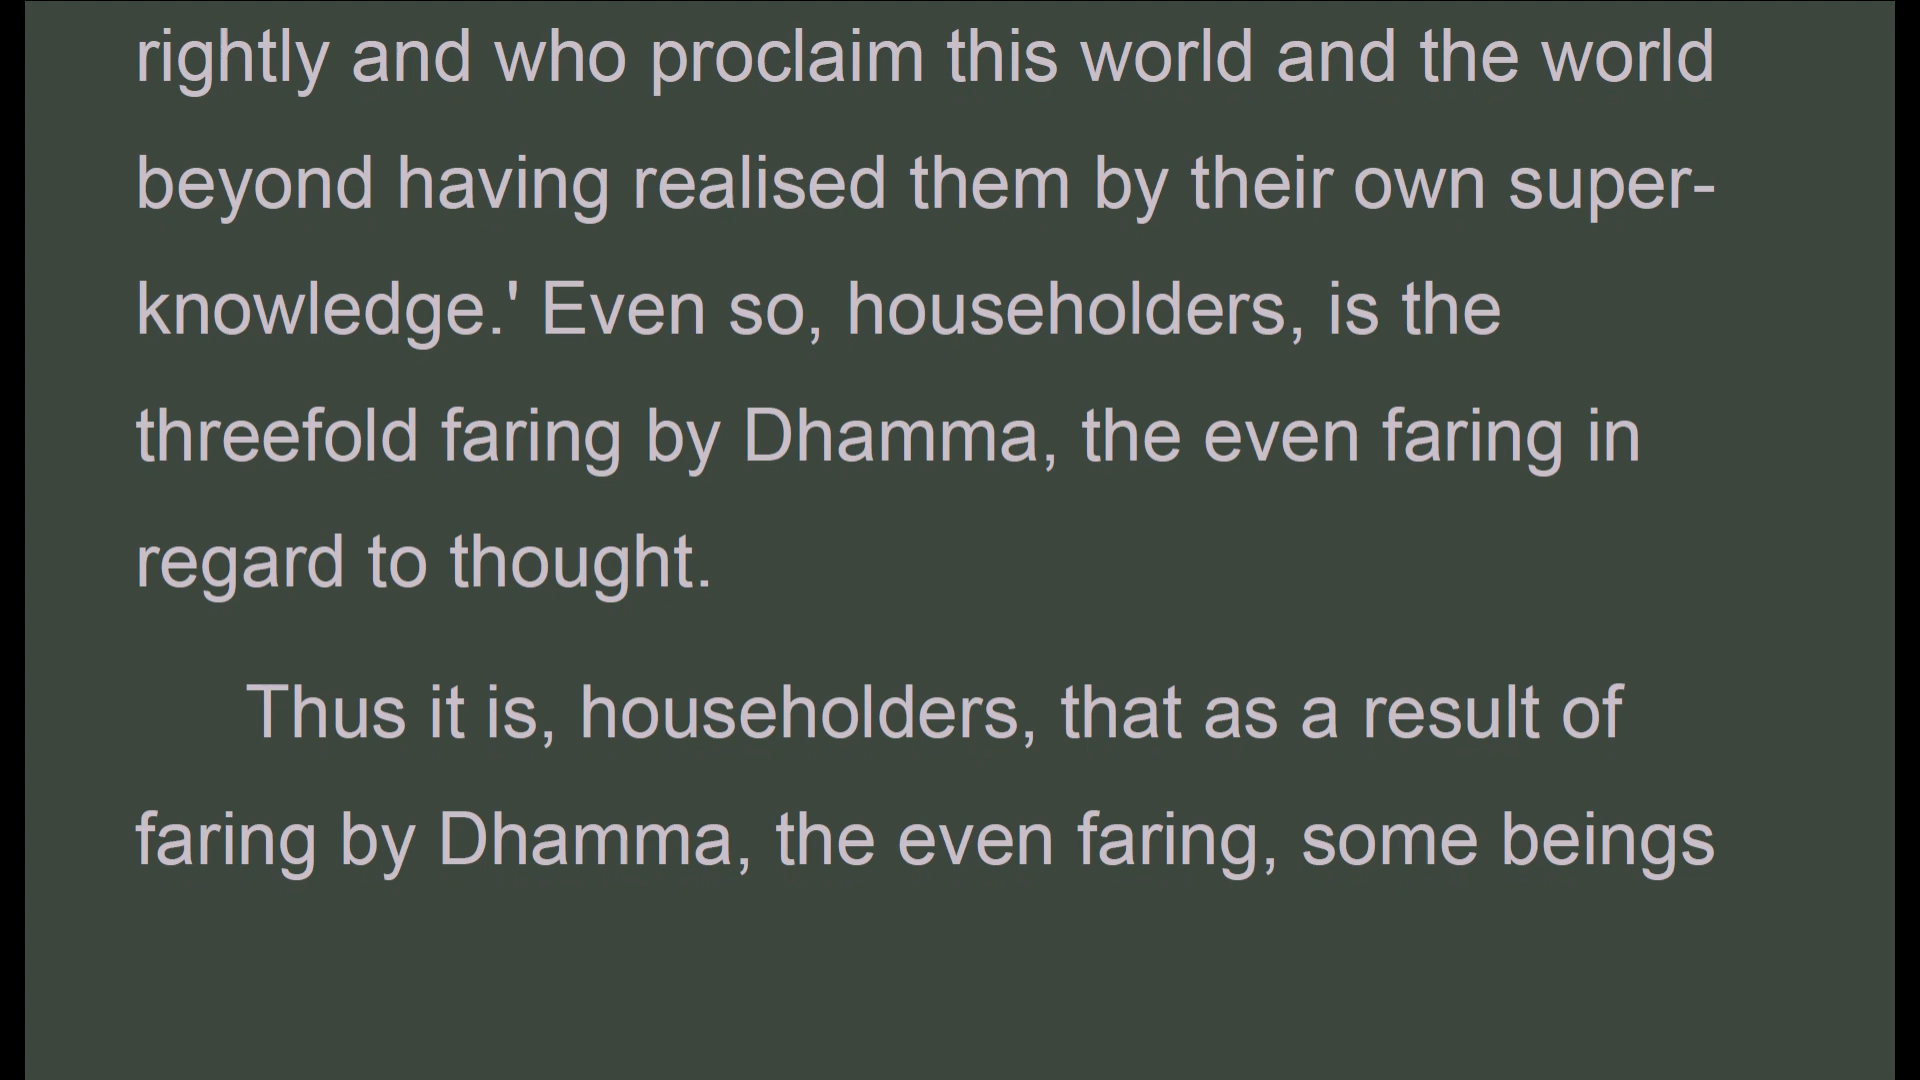 rightly and who proclaim this world and the world
beyond having realised them by their own super-
knowledge.' Even so, householders, is the
threefold faring by Dhamma, the even faring in
regard to thought.
Thus it is, householders, that as a result of
faring by Dhamma, the even faring, some beings